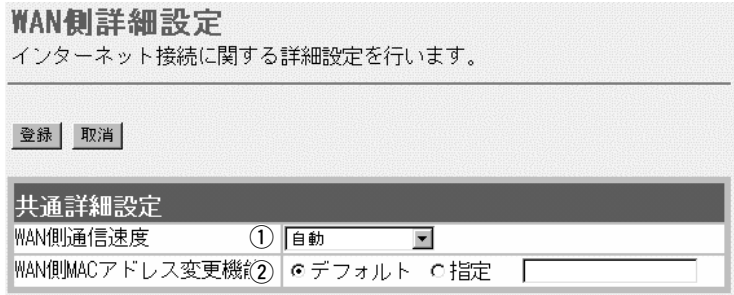 WAN側詳細設定
インターネット接続に関する詳細設定を行います。
登録 取消
共通詳細設定
WAN側通信速度 ① 自動
WAN側MACアドレス変更機能② デフォルト 指定